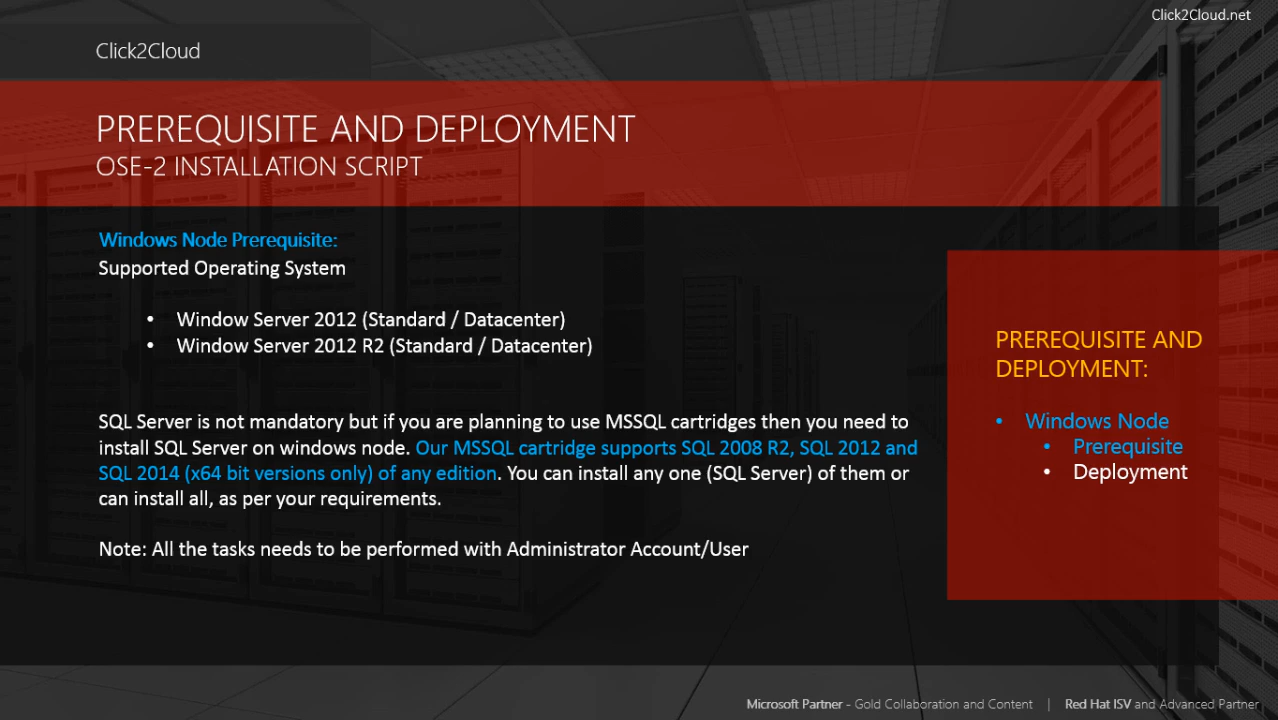 Click2Cloud.net
Click2Cloud
PREREQUISITE AND DEPLOYMENT
OSE-2 INSTALLATION SCRIPT
Windows Node Prerequisite:
Supported Operating System
• Window Server 2012 (Standard / Datacenter)
• Window Server 2012 R2 (Standard / Datacenter)
SQL Server is not mandatory but if you are planning to use MSSQL cartridges then you need to
install SQL Server on windows node. Our MSSQL cartridge supports SQL 2008 R2, SQL 2012 and
SQL 2014 (x64 bit versions only) of any edition. You can install any one (SQL Server) of them or
can install all, as per your requirements.
Note: All the tasks needs to be performed with Administrator Account/User
PREREQUISITE AND
DEPLOYMENT:
• Windows Node
• Prerequisite
• Deployment
Microsoft Partner - Gold Collaboration and Content | Red Hat ISV and Advanced Partner